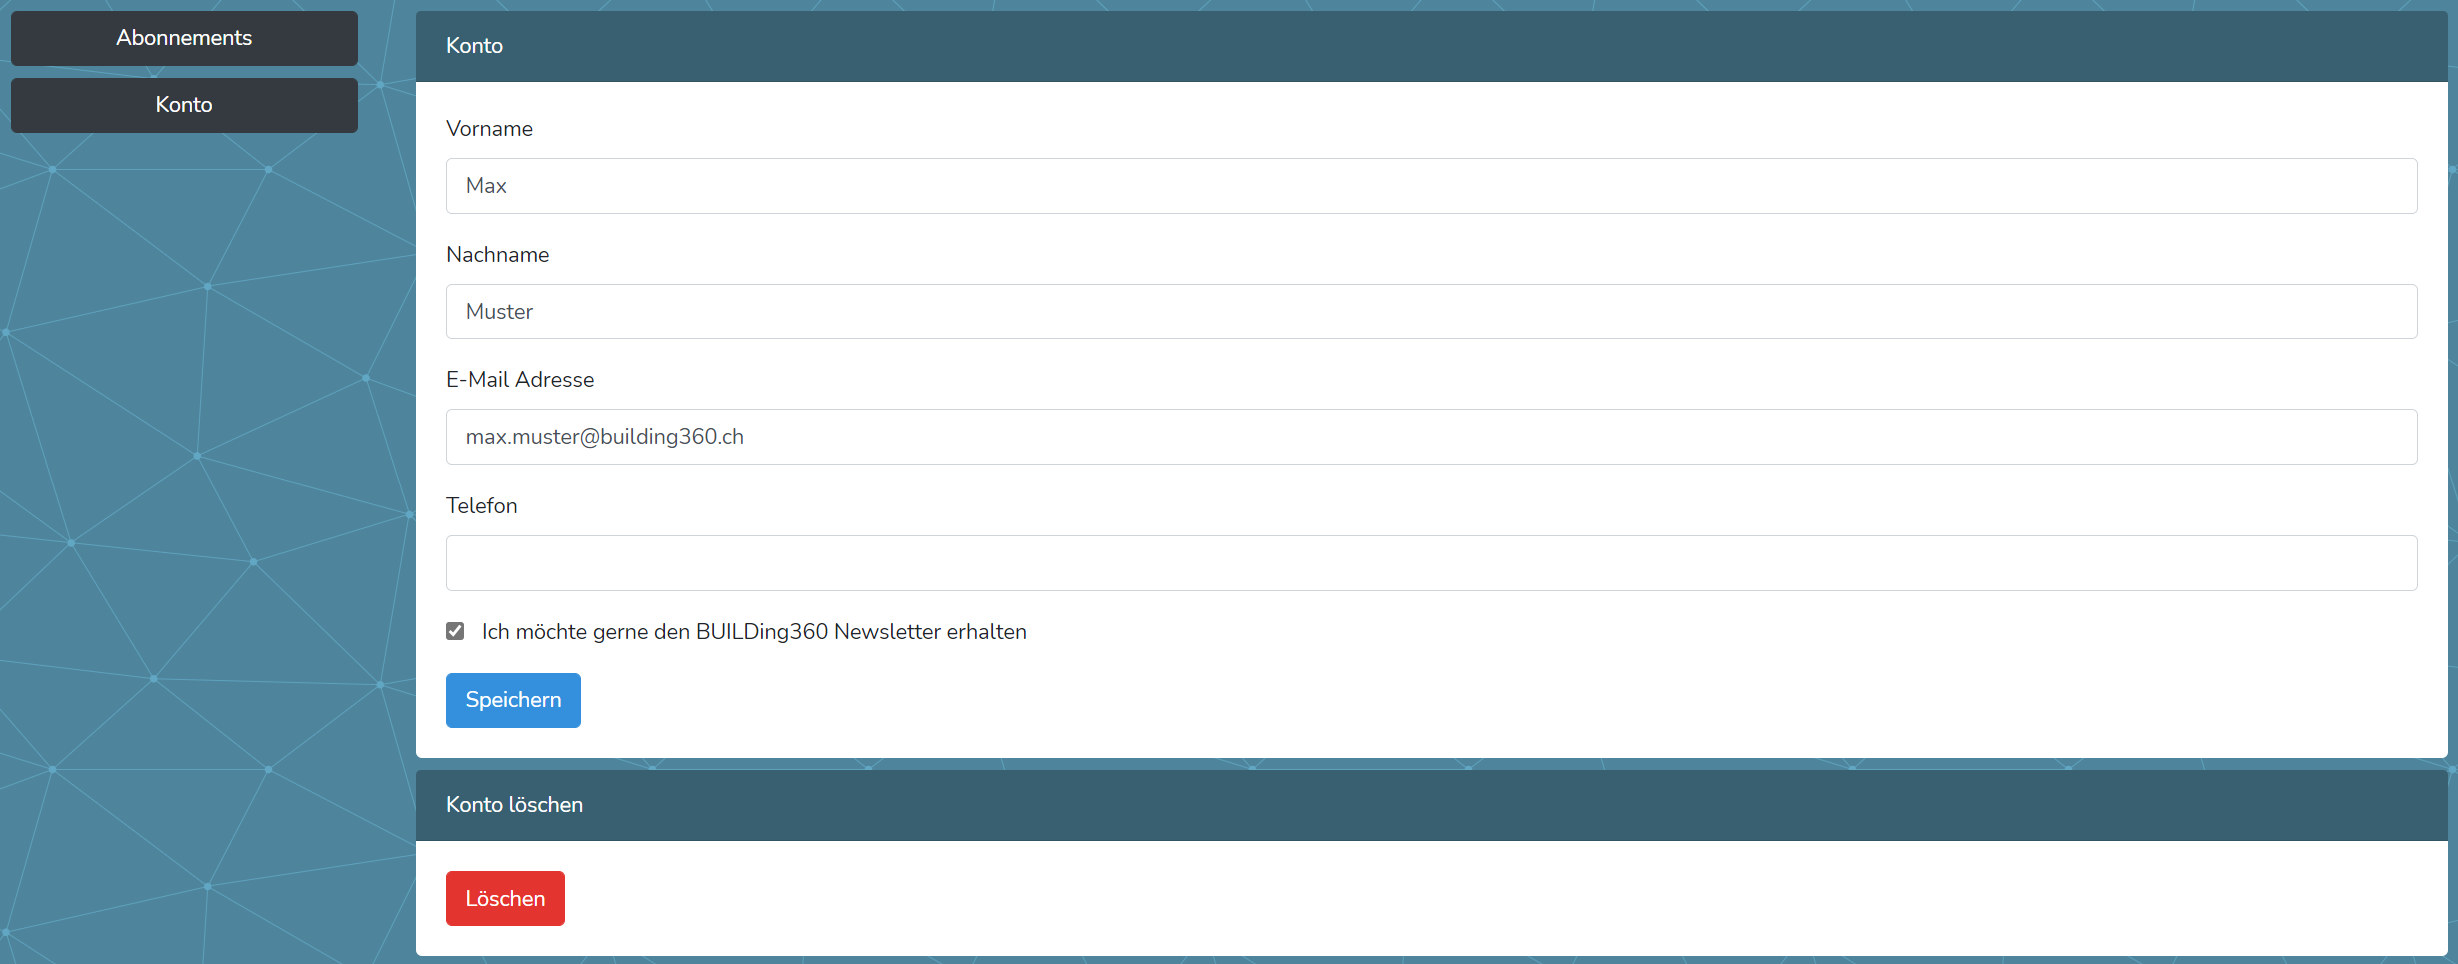 Abonnements
Konto
Konto
Vorname
Max
Nachname
Muster
E-Mail Adresse
max.muster@building360.ch
Telefon
Ich möchte gerne den BUILDing360 Newsletter erhalten
Speichern
Konto löschen
Löschen